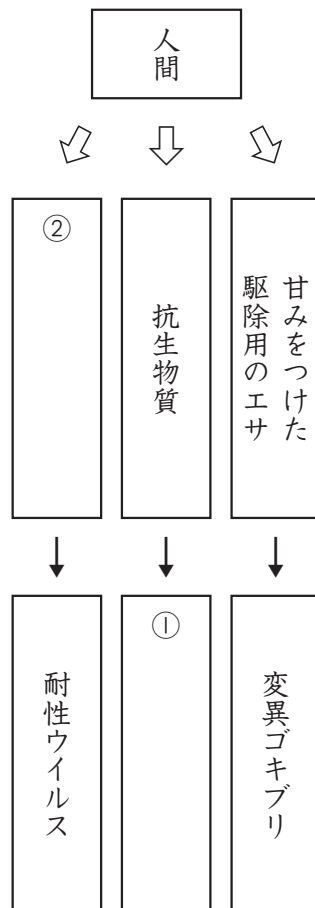 人間
甘みをつけた
駆除用のエサ
抗生物質
②
変異ゴキブリ
①
耐性ウイルス